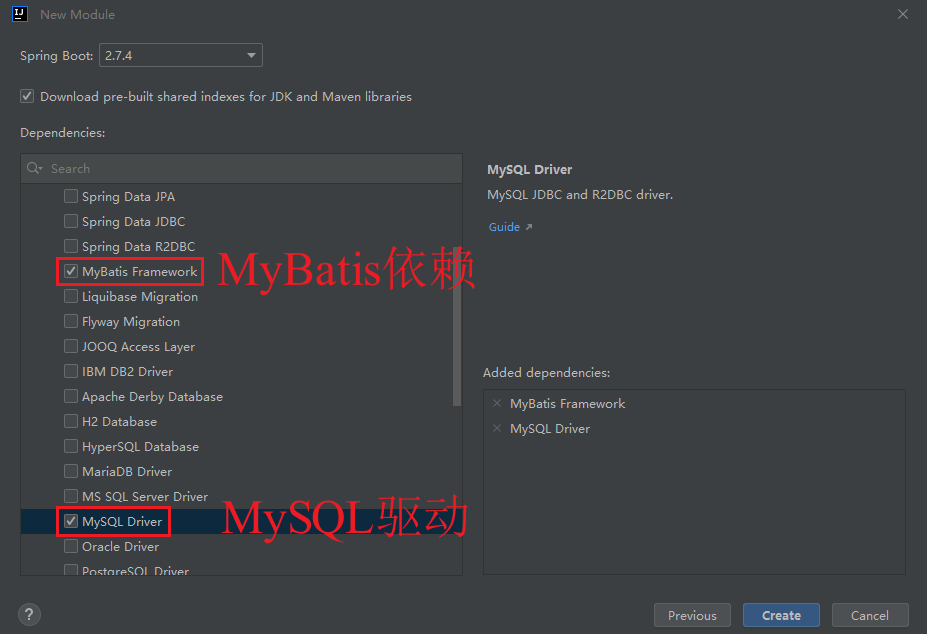 IJ
New Module
Spring Boot: 2.7.4
Download pre-built shared indexes for JDK and Maven libraries
Dependencies:
Search
Spring Data JPA
Spring Data JDBC
Spring Data R2DBC
MyBatis Framework
MyBatis依赖
Liquibase Migration
Flyway Migration
JOOQ Access Layer
IBM DB2 Driver
Apache Derby Database
H2 Database
HyperSQL Database
MariaDB Driver
MS SQL Server Driver
MySQL Driver
MySQL驱动
Oracle Driver
PostgreSQL Driver
MySQL Driver
MySQL JDBC and R2DBC driver.
Guide ↗
Added dependencies:
× MyBatis Framework
× MySQL Driver
?
Previous
Create
Cancel